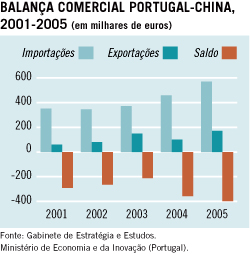 BALANÇA COMERCIAL PORTUGAL-CHINA,
2001-2005 (em milhares de euros)
Importações Exportações Saldo
600
400
200
0
-200
-400
2001 2002 2003 2004 2005
Fonte: Gabinete de Estratégia e Estudos.
Ministério de Economia e da Inovação (Portugal).